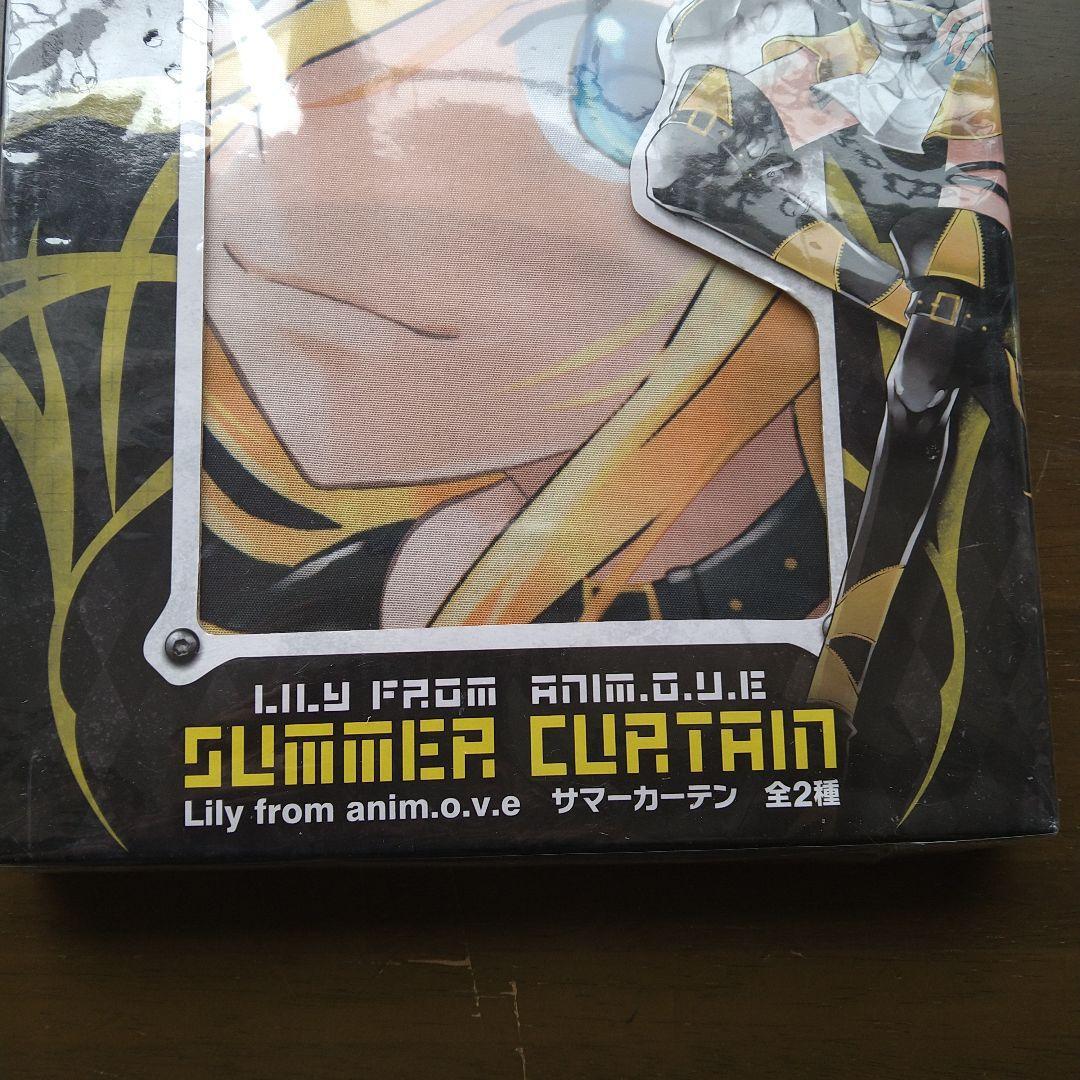 LILY FROM ANIM.O.V.E
SUMMER CURTAIN
Lily from anim.o.v.e サマーカーテン 全2種